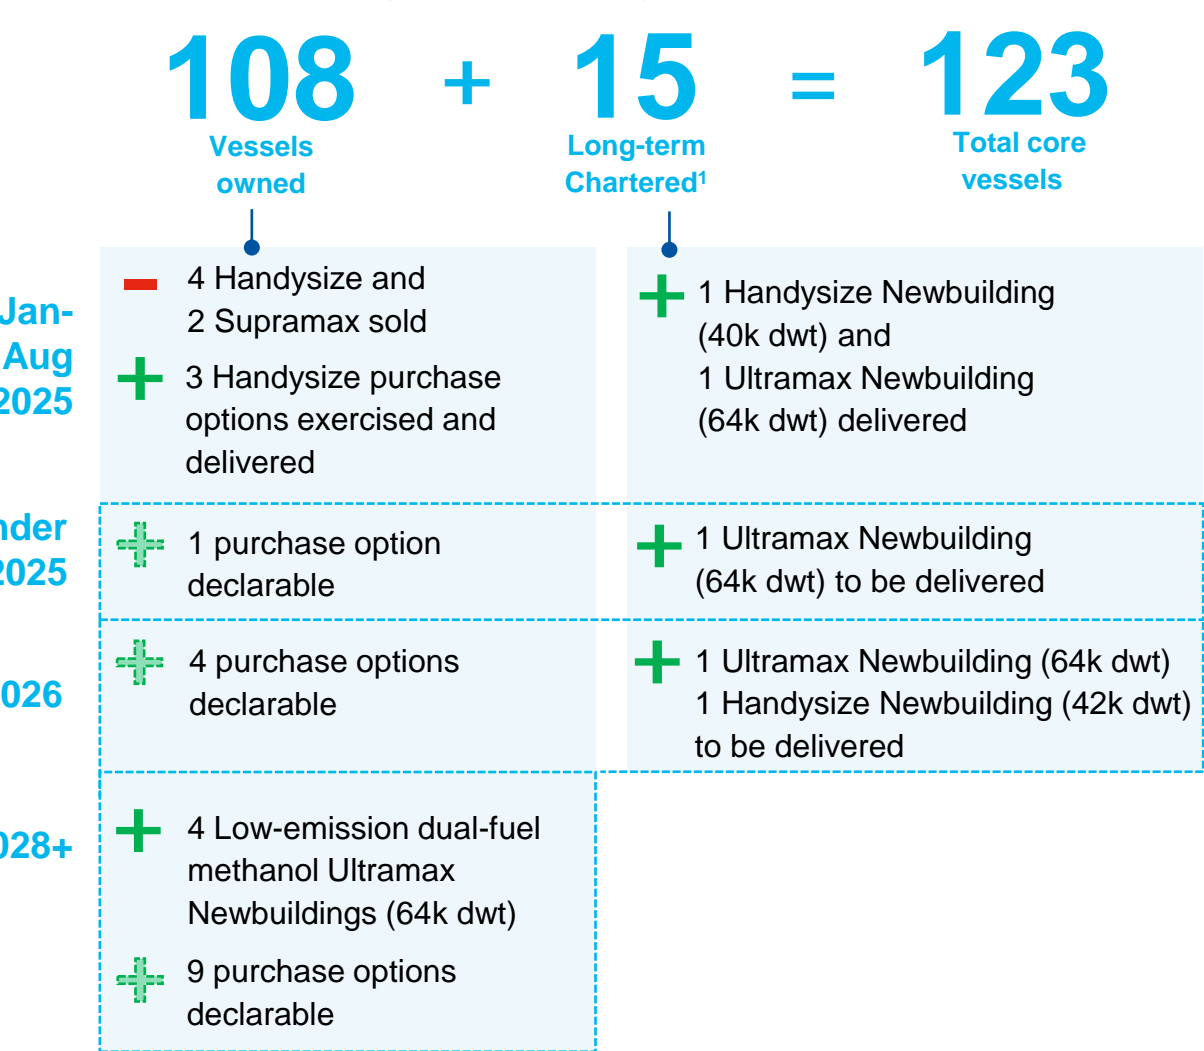 108 + 15 = 123
Vessels owned
Long-term Chartered¹
Total core vessels
Jan-
Aug
2025
4 Handysize and
2 Supramax sold
3 Handysize purchase
options exercised and
delivered
1 Handysize Newbuilding
(40k dwt) and
1 Ultramax Newbuilding
(64k dwt) delivered
nder
2025
1 purchase option
declarable
1 Ultramax Newbuilding
(64k dwt) to be delivered
026
4 purchase options
declarable
1 Ultramax Newbuilding (64k dwt)
1 Handysize Newbuilding (42k dwt)
to be delivered
028+
4 Low-emission dual-fuel
methanol Ultramax
Newbuildings (64k dwt)
9 purchase options
declarable